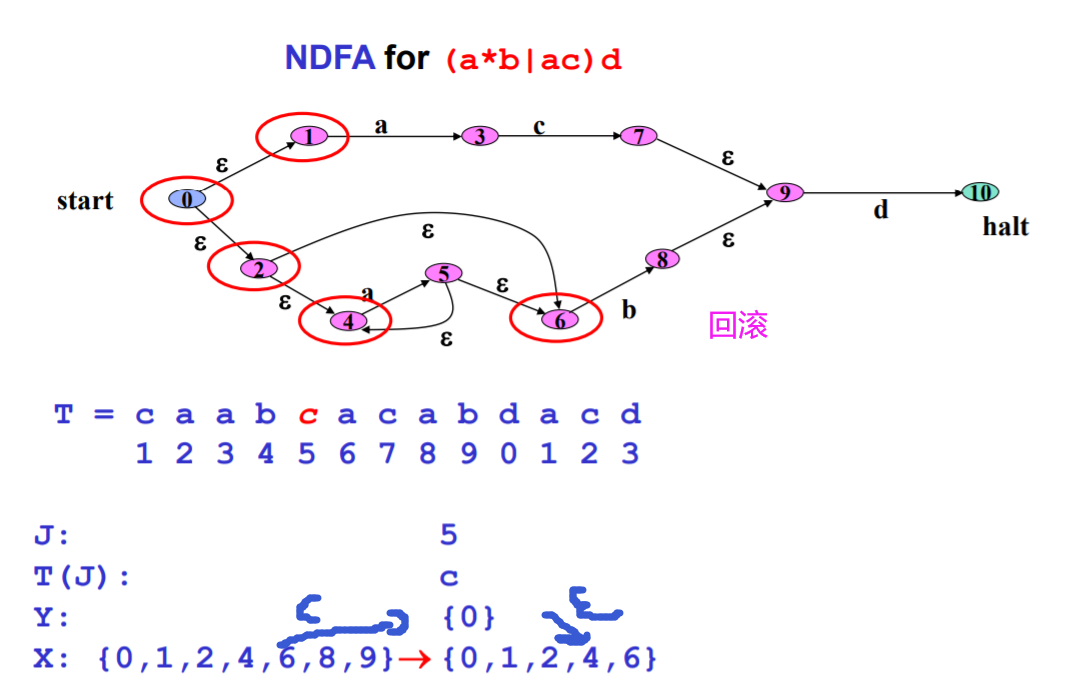 NDFA for (a*b|ac)d
1 a 3 c 7
ε ε
start 0 9 d 10
ε ε ε halt
2 5 8
ε a ε
4 6 b
ε 回滚
T = c a a b c a c a b d a c d
1 2 3 4 5 6 7 8 9 0 1 2 3
J: 5
T(J): c
Y: {0}
X: {0,1,2,4,6,8,9}→{0,1,2,4,6}